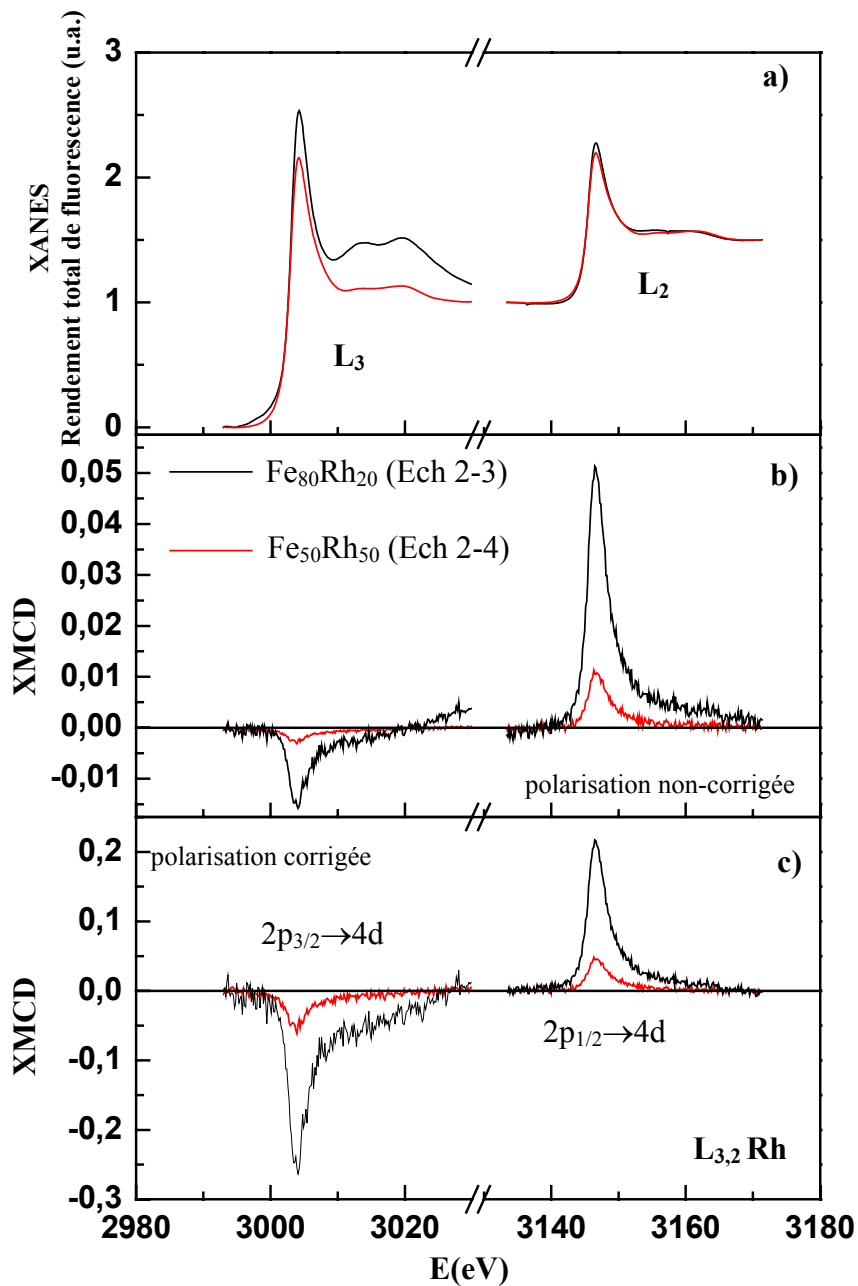 XANES
Rendement total de fluorescence (u.a.)
3
2
1
0
a)
L3
L2
0,05
0,04
0,03
0,02
0,01
0,00
-0,01
XMCD
Fe80Rh20 (Ech 2-3)
Fe50Rh50 (Ech 2-4)
b)
polarisation non-corrigée
0,2
0,1
0,0
-0,1
-0,2
-0,3
XMCD
polarisation corrigée
c)
2p3/2→4d
2p1/2→4d
L3,2 Rh
2980 3000 3020 3140 3160 3180
E(eV)